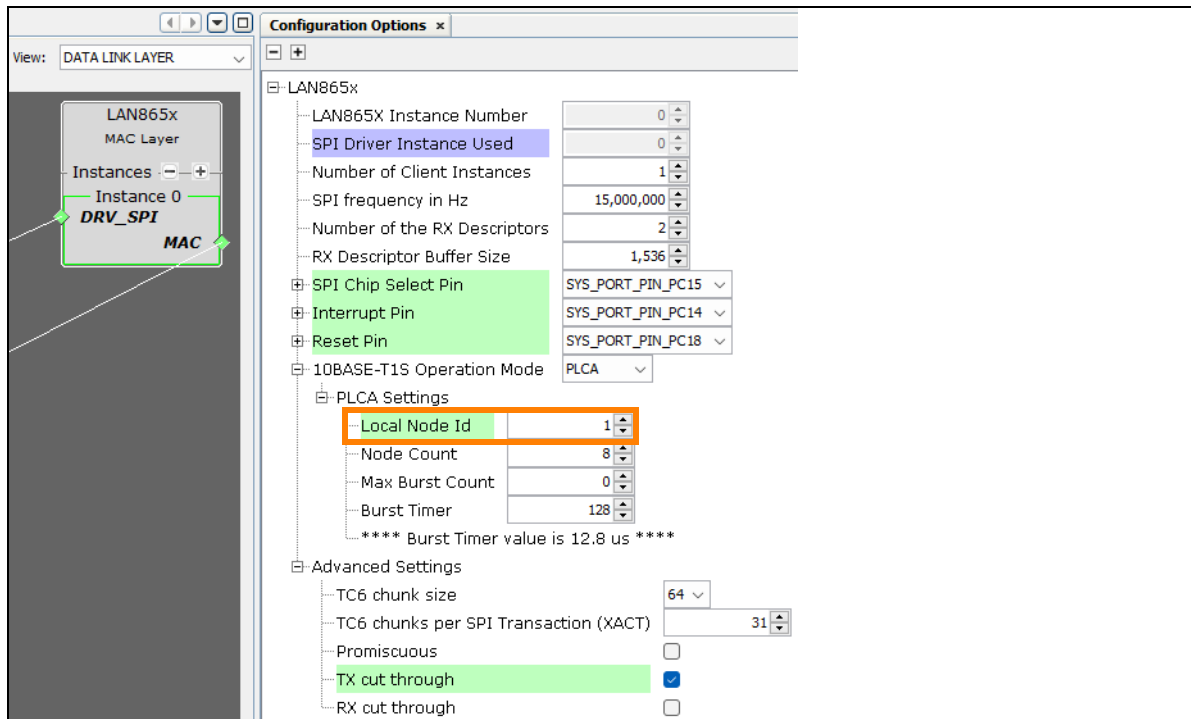 Configuration Options ×
View: DATA LINK LAYER
LAN865x
LAN865x
MAC Layer
LAN865X Instance Number 0
SPI Driver Instance Used 0
Instances
Number of Client Instances 1
Instance 0
SPI frequency in Hz 15,000,000
DRV_SPI
Number of the RX Descriptors 2
MAC
RX Descriptor Buffer Size 1,536
SPI Chip Select Pin SYS_PORT_PIN_PC15
Interrupt Pin SYS_PORT_PIN_PC14
Reset Pin SYS_PORT_PIN_PC18
10BASE-T1S Operation Mode PLCA
PLCA Settings
Local Node Id 1
Node Count 8
Max Burst Count 0
Burst Timer 128
**** Burst Timer value is 12.8 us ****
Advanced Settings
TC6 chunk size 64
TC6 chunks per SPI Transaction (XACT) 31
Promiscuous
TX cut through
RX cut through